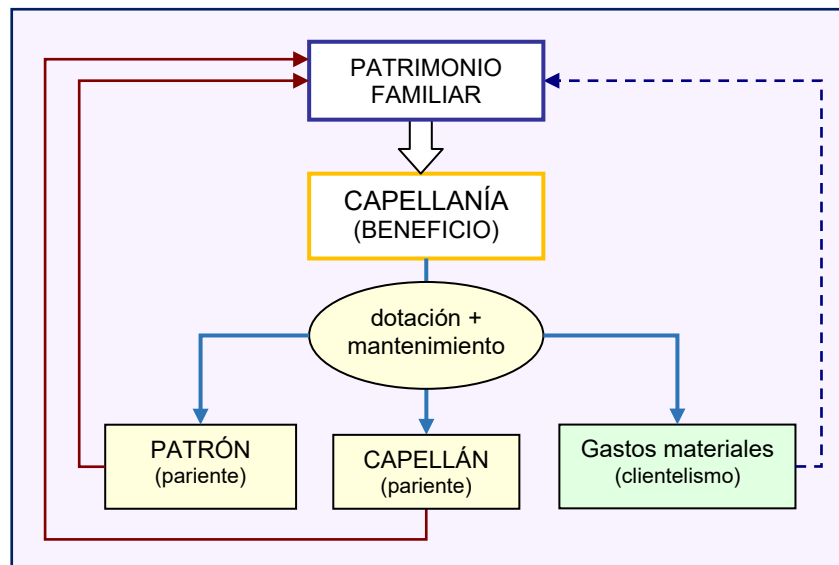 PATRIMONIO
FAMILIAR
CAPELLANÍA
(BENEFICIO)
dotación +
mantenimiento
PATRÓN
(pariente)
CAPELLÁN
(pariente)
Gastos materiales
(clientelismo)